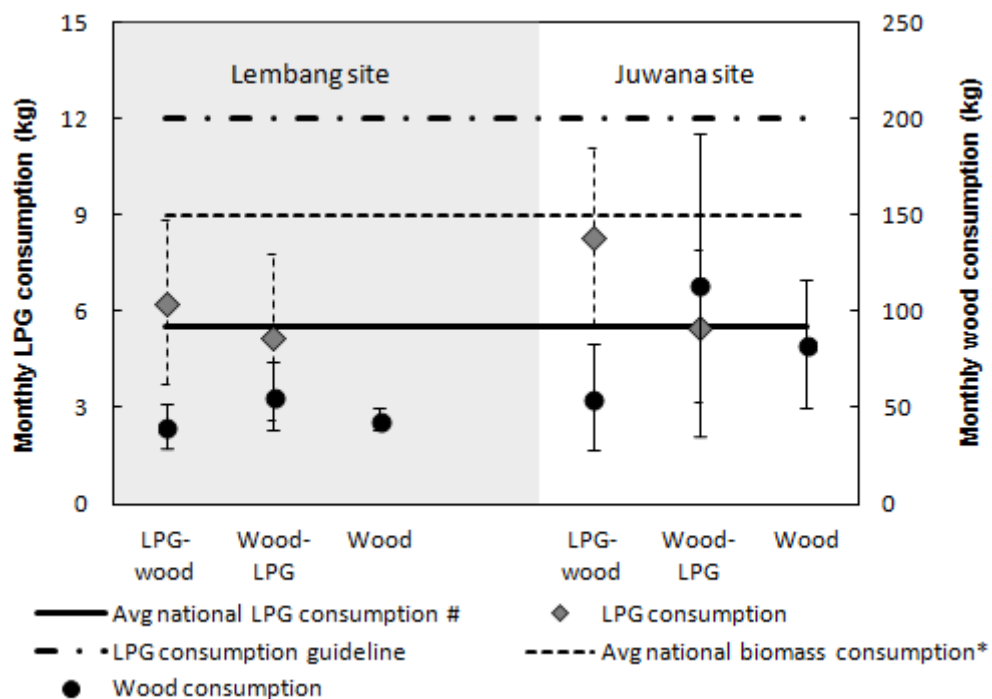 15
12
9
6
3
0
Monthly LPG consumption (kg)
Lembang site
Juwana site
250
200
150
100
50
0
Monthly wood consumption (kg)
LPG-
wood
Wood-
LPG
Wood
LPG-
wood
Wood-
LPG
Wood
Avg national LPG consumption #
LPG consumption
LPG consumption guideline
Avg national biomass consumption*
Wood consumption